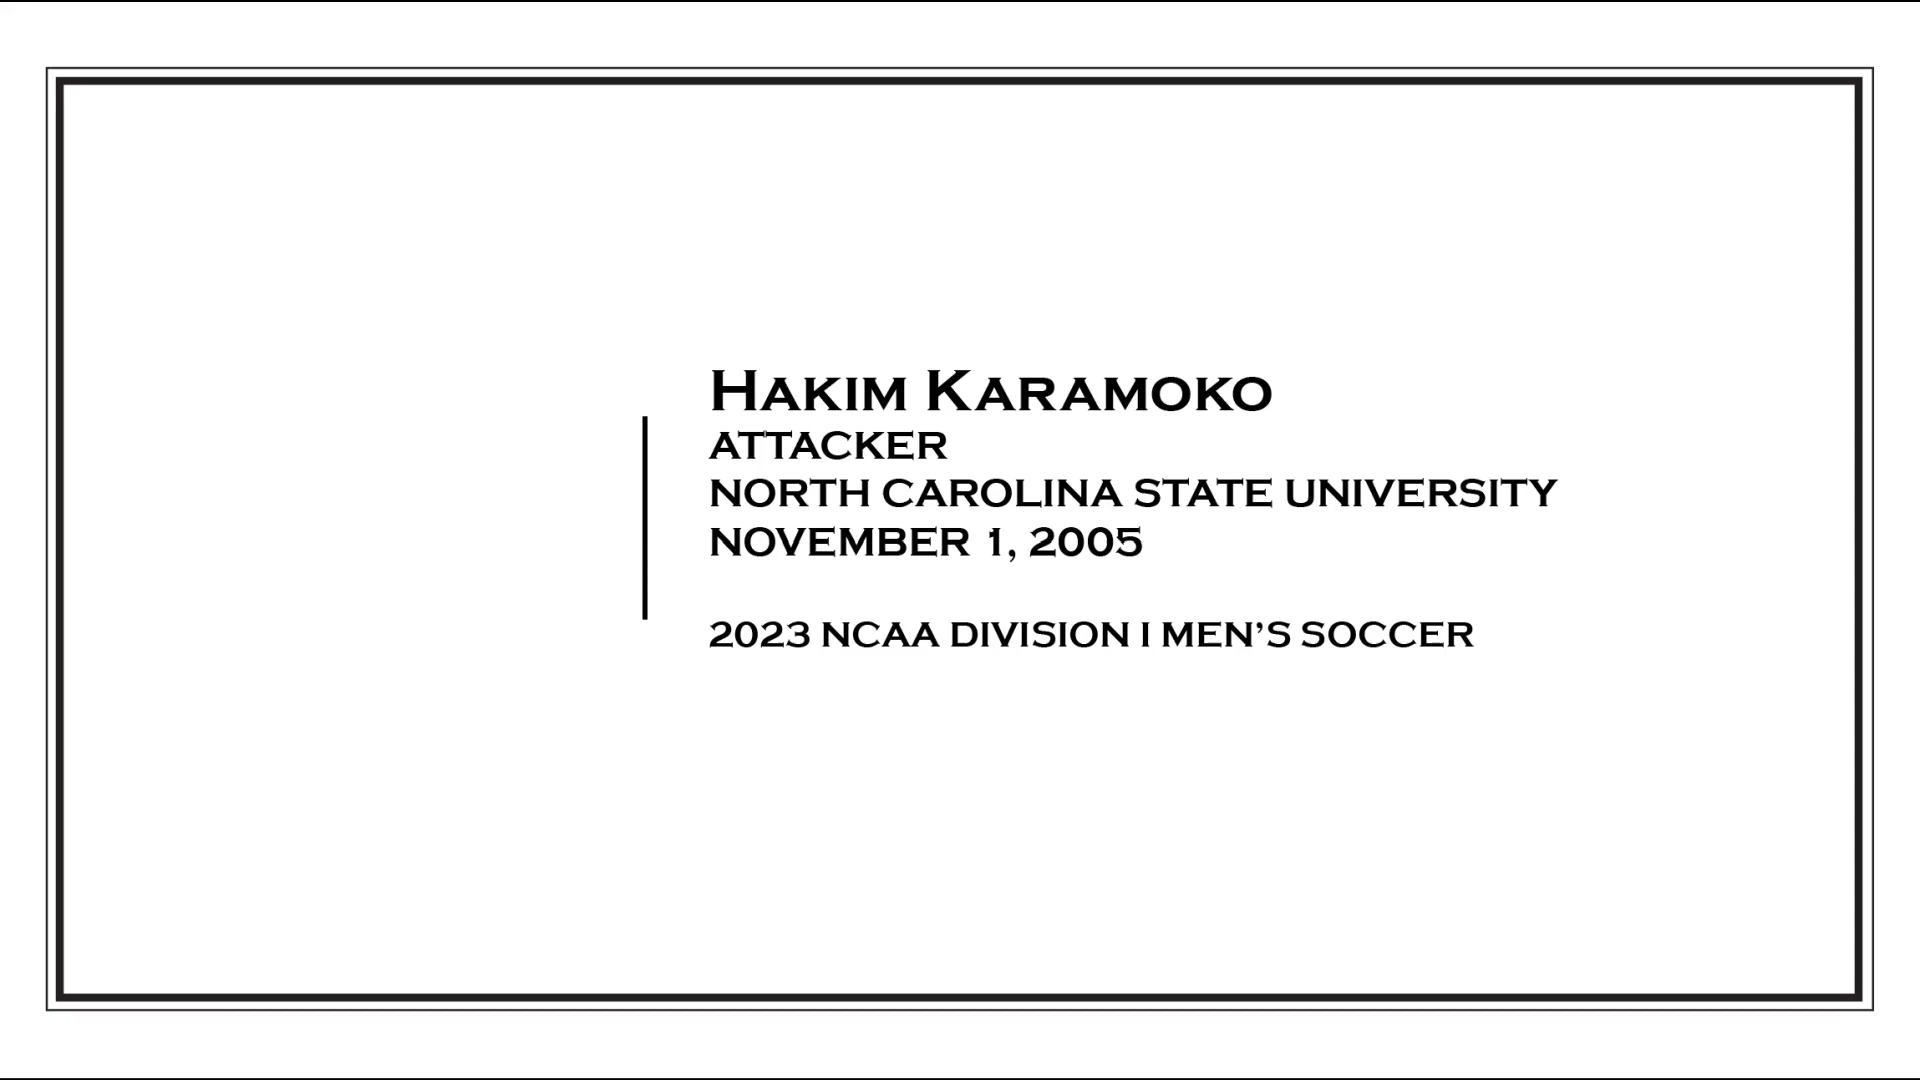 Hakim Karamoko
ATTACKER
NORTH CAROLINA STATE UNIVERSITY
NOVEMBER 1, 2005
2023 NCAA DIVISION I MEN’S SOCCER